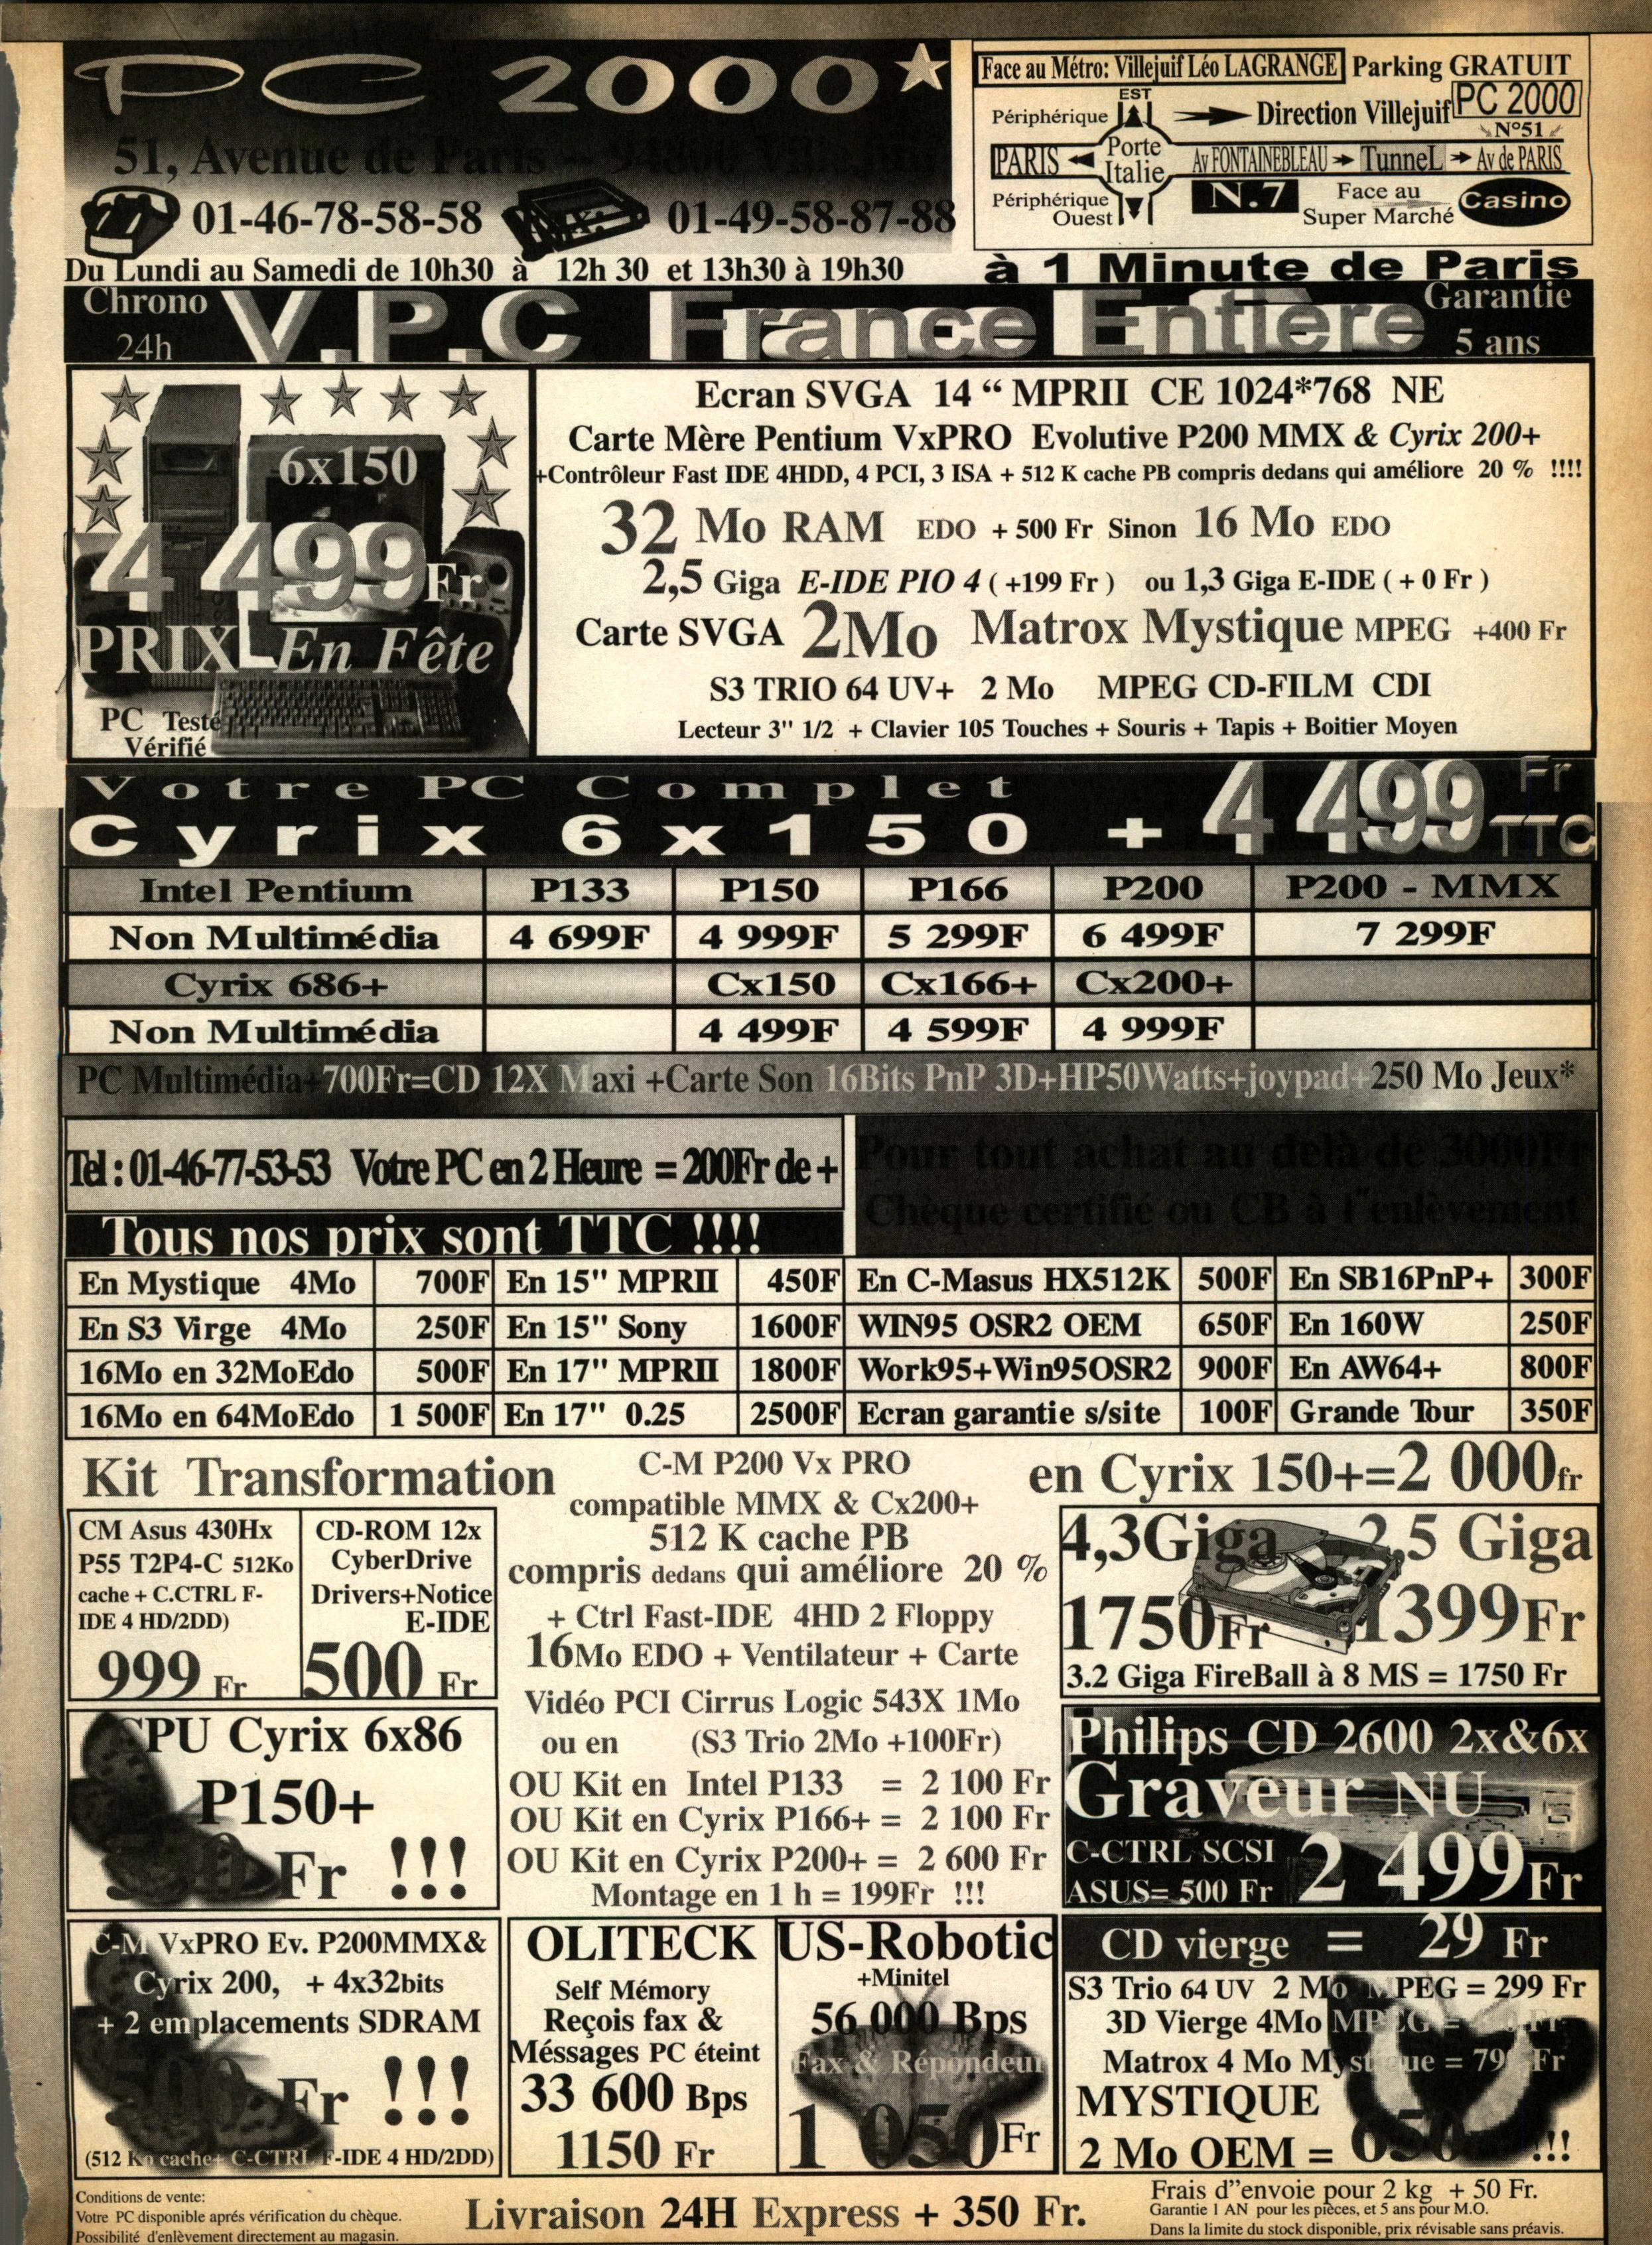 PC 2000
51, Avenue de Paris -- 94800
01-46-78-58-58 01-49-58-87-88
Du Lundi au Samedi de 10h30 à 12h 30 et 13h30 à 19h30
Face au Métro: Villejuif Léo LAGRANGE Parking GRATUIT
EST
Périphérique Direction Villejuif PC 2000
N°51
PARIS Porte Italie Av FONTAINEBLEAU TunneL Av de PARIS
Périphérique Ouest N.7 Face au Super Marché Casino
à 1 Minute de Paris
Chrono 24h V.P.C France Entière Garantie 5 ans
6x150
4 499Fr
PRIX En Fête
PC Testé
Vérifié
Ecran SVGA 14 “ MPRII CE 1024*768 NE
Carte Mère Pentium VxPRO Evolutive P200 MMX & Cyrix 200+
+Contrôleur Fast IDE 4HDD, 4 PCI, 3 ISA + 512 K cache PB compris dedans qui améliore 20 % !!!!
32 Mo RAM EDO + 500 Fr Sinon 16 Mo EDO
2,5 Giga E-IDE PIO 4 ( +199 Fr ) ou 1,3 Giga E-IDE ( + 0 Fr )
Carte SVGA 2Mo Matrox Mystique MPEG +400 Fr
S3 TRIO 64 UV+ 2 Mo MPEG CD-FILM CDI
Lecteur 3" 1/2 + Clavier 105 Touches + Souris + Tapis + Boitier Moyen
Votre PC Complet
Cyrix 6x150 + 4 499 Fr TTC
Intel Pentium P133 P150 P166 P200 P200 - MMX
Non Multimédia 4 699F 4 999F 5 299F 6 499F 7 299F
Cyrix 686+ Cx150 Cx166+ Cx200+
Non Multimédia 4 499F 4 599F 4 999F
PC Multimédia+700Fr=CD 12X Maxi +Carte Son 16Bits PnP 3D+HP50Watts+joypad+250 Mo Jeux*
Tel : 01-46-77-53-53 Votre PC en 2 Heure = 200Fr de +
Pour tout achat au delà de 3000Fr
Chèque certifié ou CB à l"enlèvement
Tous nos prix sont TTC !!!!
En Mystique 4Mo 700F En 15" MPRII 450F En C-Masus HX512K 500F En SB16PnP+ 300F
En S3 Virge 4Mo 250F En 15" Sony 1600F WIN95 OSR2 OEM 650F En 160W 250F
16Mo en 32MoEdo 500F En 17" MPRII 1800F Work95+Win95OSR2 900F En AW64+ 800F
16Mo en 64MoEdo 1 500F En 17" 0.25 2500F Ecran garantie s/site 100F Grande Tour 350F
Kit Transformation
C-M P200 Vx PRO
en Cyrix 150+=2 000fr
compatible MMX & Cx200+
512 K cache PB
compris dedans qui améliore 20 %
+ Ctrl Fast-IDE 4HD 2 Floppy
16Mo EDO + Ventilateur + Carte
Vidéo PCI Cirrus Logic 543X 1Mo
ou en (S3 Trio 2Mo +100Fr)
OU Kit en Intel P133 = 2 100 Fr
OU Kit en Cyrix P166+ = 2 100 Fr
OU Kit en Cyrix P200+ = 2 600 Fr
Montage en 1 h = 199Fr !!!
CM Asus 430Hx
P55 T2P4-C 512Ko
cache + C.CTRL F-
IDE 4 HD/2DD)
999 Fr
CD-ROM 12x
CyberDrive
Drivers+Notice
E-IDE
500 Fr
4,3Giga 2,5 Giga
1750Fr 1399Fr
3.2 Giga FireBall à 8 MS = 1750 Fr
CPU Cyrix 6x86
P150+
Fr !!!
Philips CD 2600 2x&6x
Graveur NU
C-CTRL SCSI
ASUS= 500 Fr 2 499Fr
C-M VxPRO Ev. P200MMX&
Cyrix 200, + 4x32bits
+ 2 emplacements SDRAM
500 Fr !!!
(512 Ko cache+ C-CTRL F-IDE 4 HD/2DD)
OLITECK
Self Mémory
Reçois fax &
Méssages PC éteint
33 600 Bps
1150 Fr
US-Robotic
+Minitel
56 000 Bps
Fax & Répondeur
1 050Fr
CD vierge = 29 Fr
S3 Trio 64 UV 2 Mo MPEG = 299 Fr
3D Vierge 4Mo MPEG = Fr
Matrox 4 Mo Mystique = 79 Fr
MYSTIQUE
2 Mo OEM = 650 !!!
Conditions de vente:
Votre PC disponible aprés vérification du chèque.
Possibilité d'enlèvement directement au magasin.
Livraison 24H Express + 350 Fr.
Frais d"envoie pour 2 kg + 50 Fr.
Garantie 1 AN pour les pièces, et 5 ans pour M.O.
Dans la limite du stock disponible, prix révisable sans préavis.